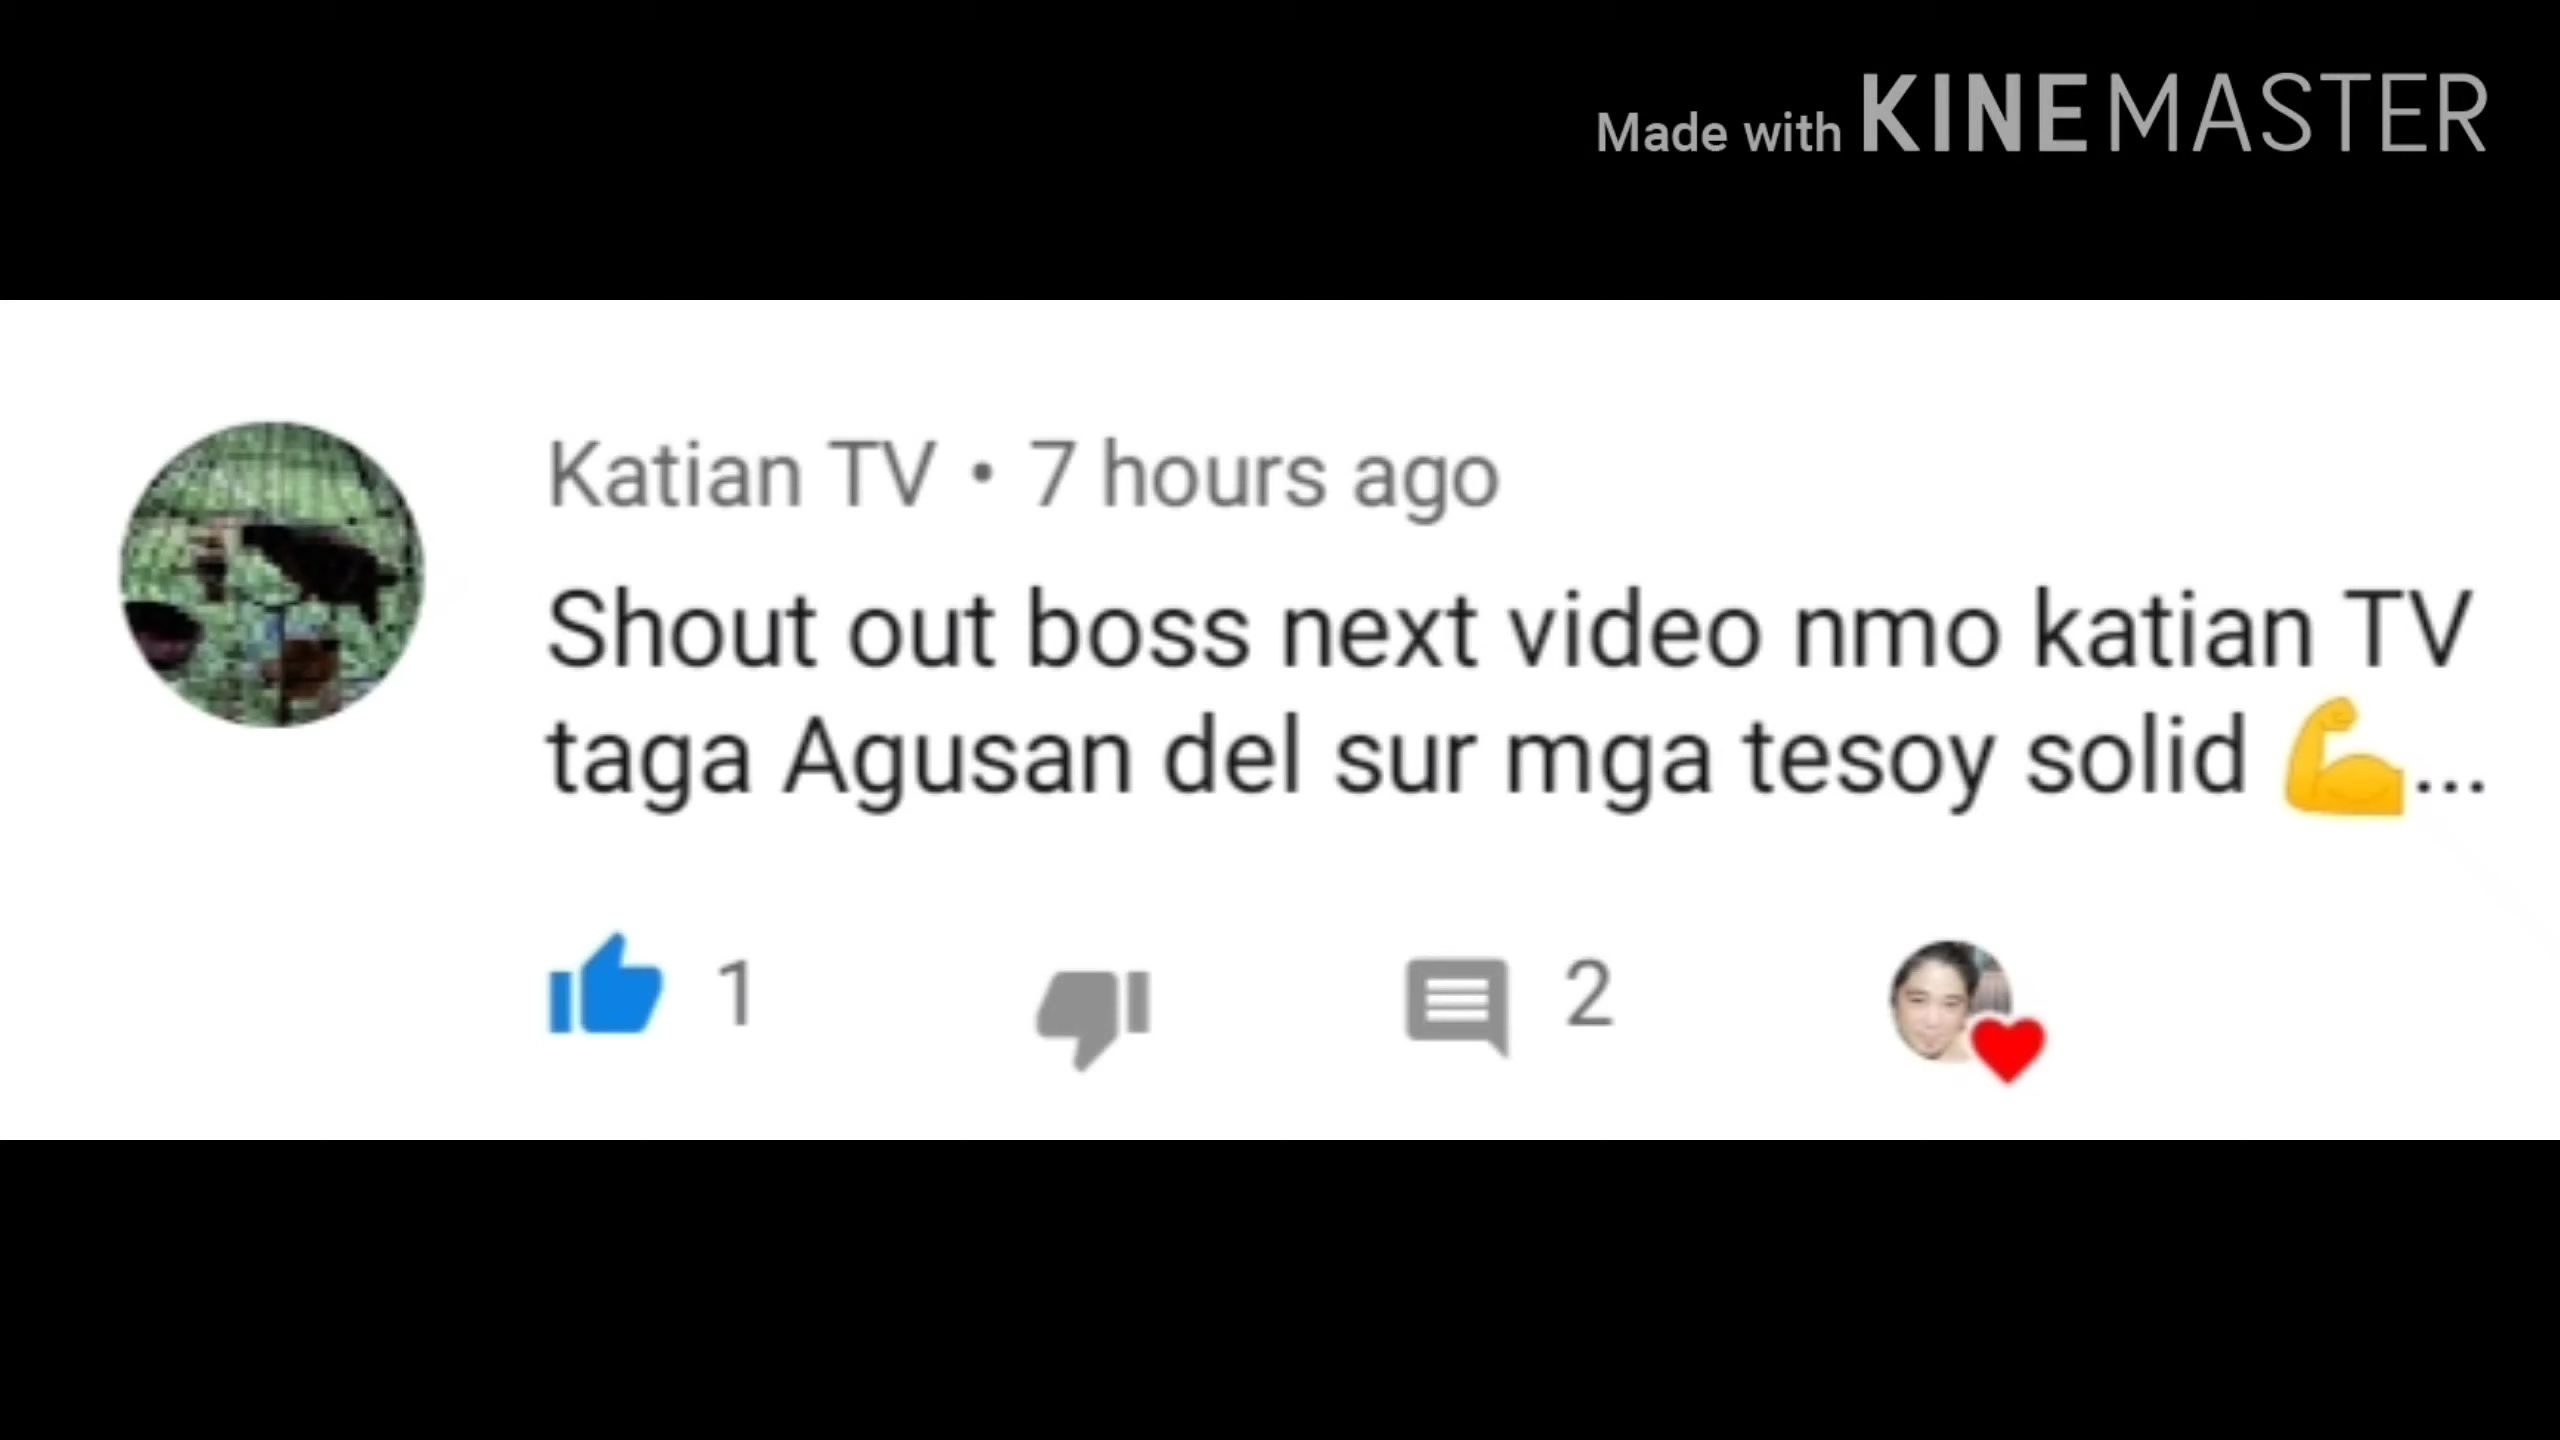 Made with KINEMASTER
Katian TV • 7 hours ago
Shout out boss next video nmo katian TV
taga Agusan del sur mga tesoy solid 💪...
1 2